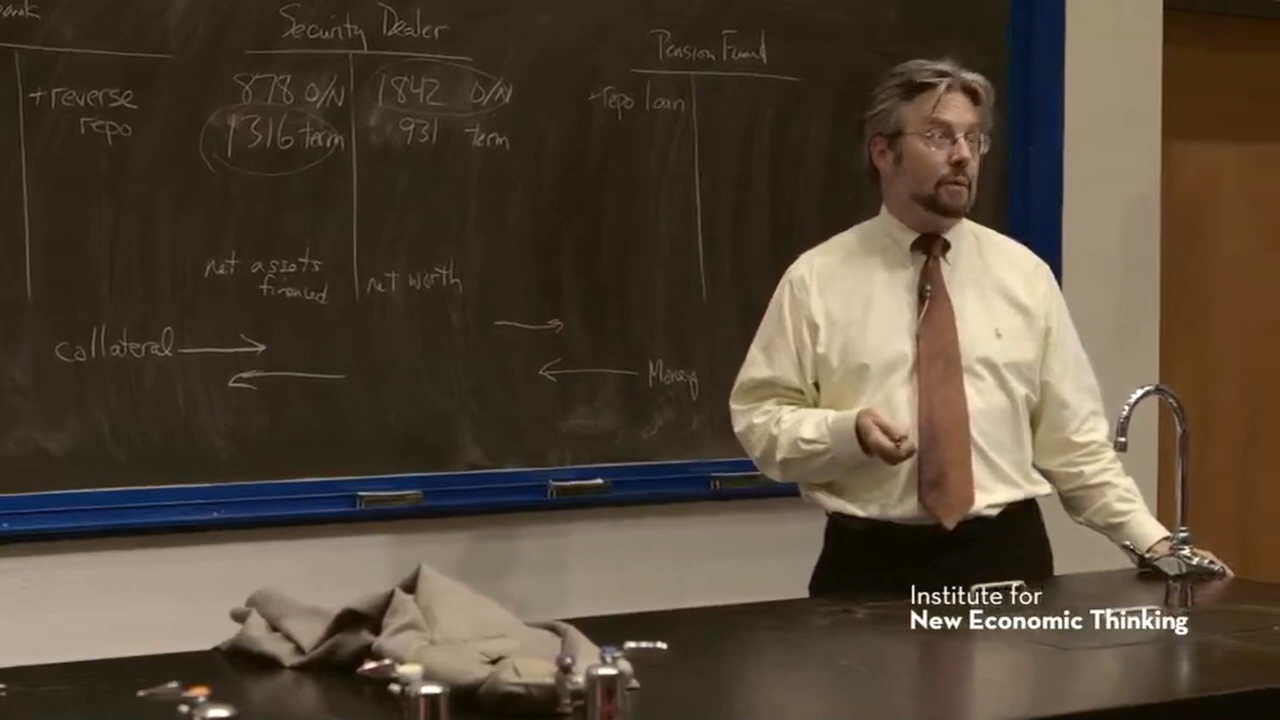 Security Dealer
Pension Fund
+reverse
repo
878 O/N
1316 term
1842 O/N
931 term
+repo loan
net assets
financed
net worth
collateral
Money
Institute for
New Economic Thinking